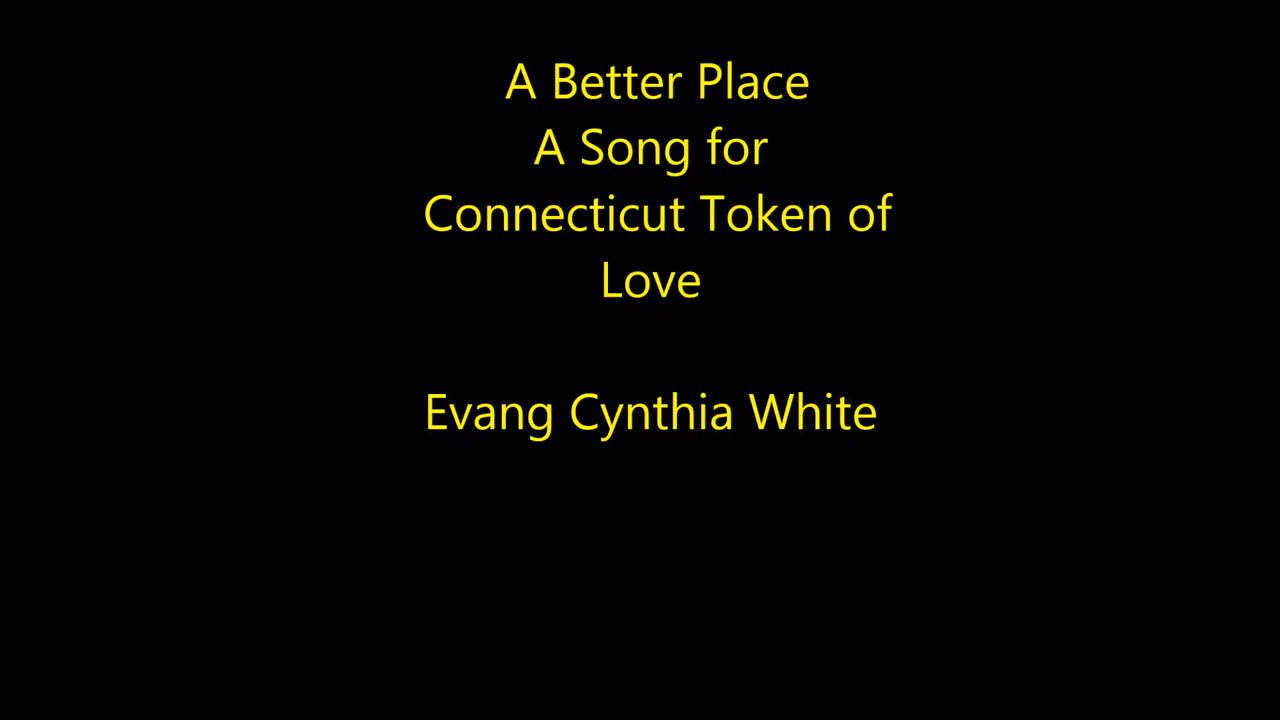 A Better Place
A Song for
Connecticut Token of
Love
Evang Cynthia White